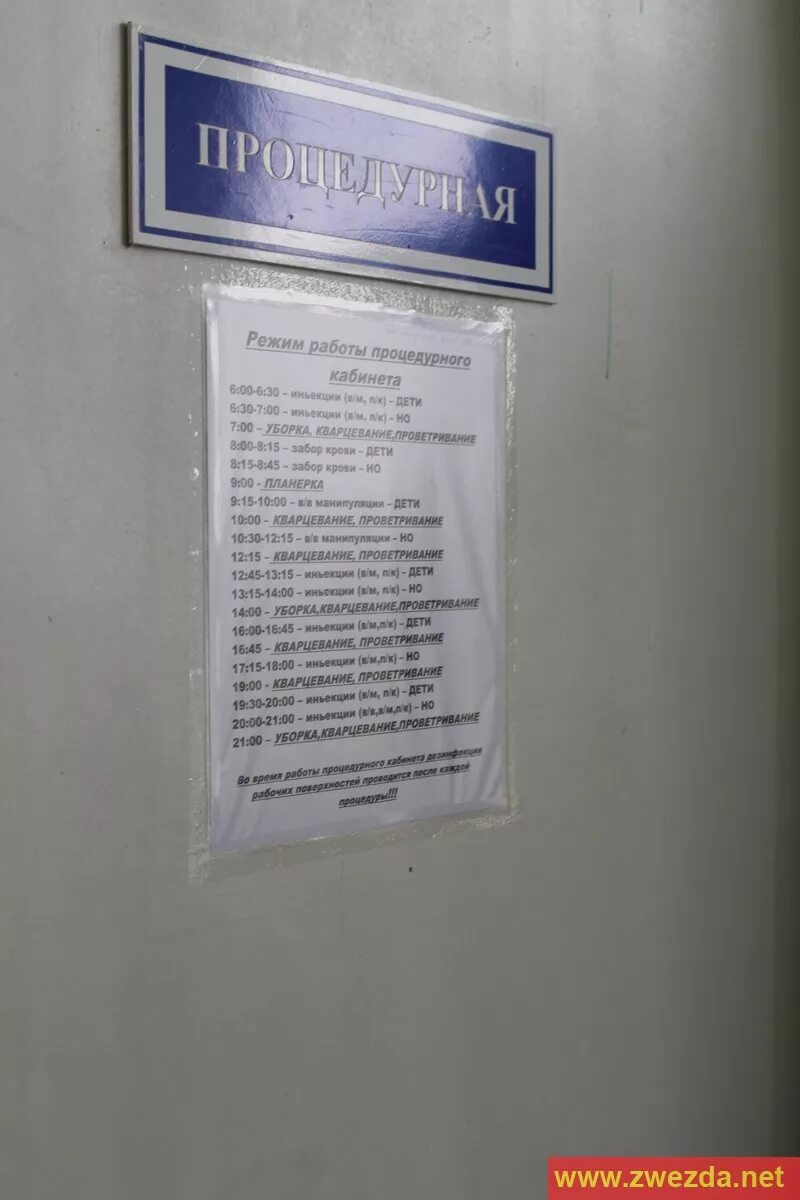 ПРОЦЕДУРНАЯ
Режим работы процедурного
кабинета
6:00-6:30 – иньекции (в/м, п/к) – ДЕТИ
6:30-7:00 – иньекции (в/м, п/к) – НО
7:00 – УБОРКА, КВАРЦЕВАНИЕ,ПРОВЕТРИВАНИЕ
8:00-8:15 – забор крови – ДЕТИ
8:15-8:45 – забор крови – НО
9:00 - ПЛАНЕРКА
9:15-10:00 – в/в манипуляции – ДЕТИ
10:00 – КВАРЦЕВАНИЕ, ПРОВЕТРИВАНИЕ
10:30-12:15 – в/в манипуляции – НО
12:15 – КВАРЦЕВАНИЕ, ПРОВЕТРИВАНИЕ
12:45-13:15 – иньекции (в/м, п/к) – ДЕТИ
13:15-14:00 – иньекции (в/м, п/к) – НО
14:00 – УБОРКА,КВАРЦЕВАНИЕ,ПРОВЕТРИВАНИЕ
16:00-16:45 – иньекции (в/м,п/к) – ДЕТИ
16:45 – КВАРЦЕВАНИЕ, ПРОВЕТРИВАНИЕ
17:15-18:00 – иньекции (в/м,п/к) – НО
19:00 - КВАРЦЕВАНИЕ, ПРОВЕТРИВАНИЕ
19:30-20:00 – иньекции (в/м, п/к) – ДЕТИ
20:00-21:00 – иньекции (в/в,в/м,п/к) – НО
21:00 – УБОРКА,КВАРЦЕВАНИЕ,ПРОВЕТРИВАНИЕ
Во время работы процедурного кабинета дезинфекция
рабочих поверхностей проводится после каждой
процедуры!!!
www.zwezda.net